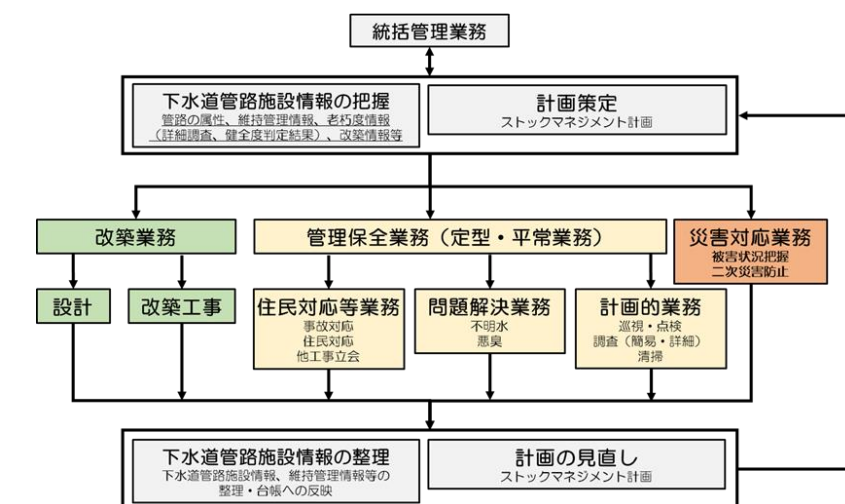 統括管理業務
下水道管路施設情報の把握
管路の属性、維持管理情報、老朽度情報
（詳細調査、健全度判定結果）、改築情報等
計画策定
ストックマネジメント計画
改築業務
管理保全業務（定型・平常業務）
災害対応業務
被害状況把握
二次災害防止
設計
改築工事
住民対応等業務
事故対応
住民対応
他工事立会
問題解決業務
不明水
悪臭
計画的業務
巡視・点検
調査（簡易・詳細）
清掃
下水道管路施設情報の整理
下水道管路施設情報、維持管理情報等の
整理・台帳への反映
計画の見直し
ストックマネジメント計画